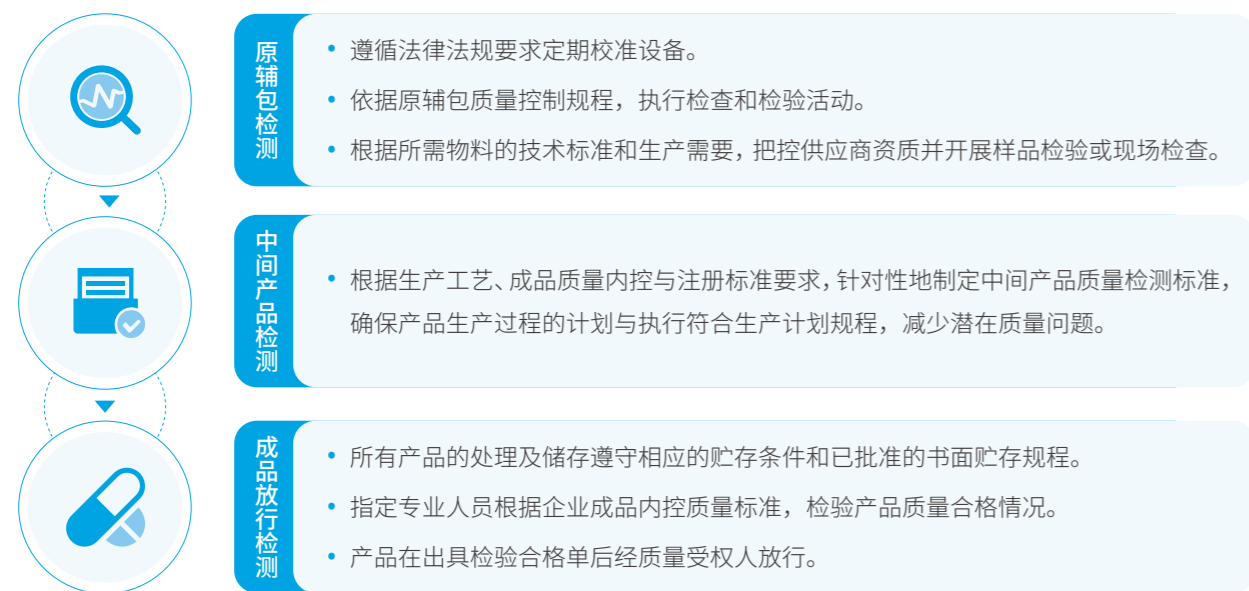 原辅包检测
遵循法律法规要求定期校准设备。
依据原辅包质量控制规程，执行检查和检验活动。
根据所需物料的技术标准和生产需要，把控供应商资质并开展样品检验或现场检查。
中间产品检测
根据生产工艺、成品质量内控与注册标准要求，针对性地制定中间产品质量检测标准，
确保产品生产过程的计划与执行符合生产计划规程，减少潜在质量问题。
成品放行检测
所有产品的处理及储存遵守相应的贮存条件和已批准的书面贮存规程。
指定专业人员根据企业成品内控质量标准，检验产品质量合格情况。
产品在出具检验合格单后经质量受权人放行。